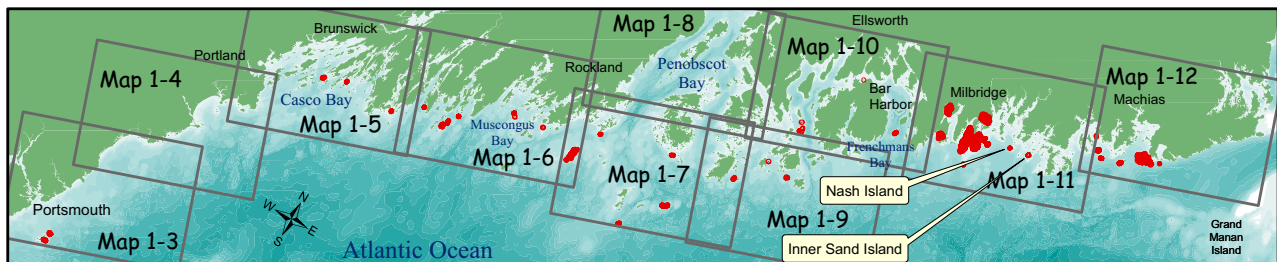 Map 1-8
Ellsworth
Brunswick
Map 1-10
Map 1-4
Portland
Rockland
Penobscot
Bay
Map 1-12
Casco Bay
Bar
Harbor
Milbridge
Machias
Map 1-5
Muscongus
Bay
Map 1-6
Frenchmans
Bay
Map 1-7
Map 1-11
Nash Island
N
W
E
S
Portsmouth
Map 1-3
Map 1-9
Atlantic Ocean
Inner Sand Island
Grand
Manan
Island